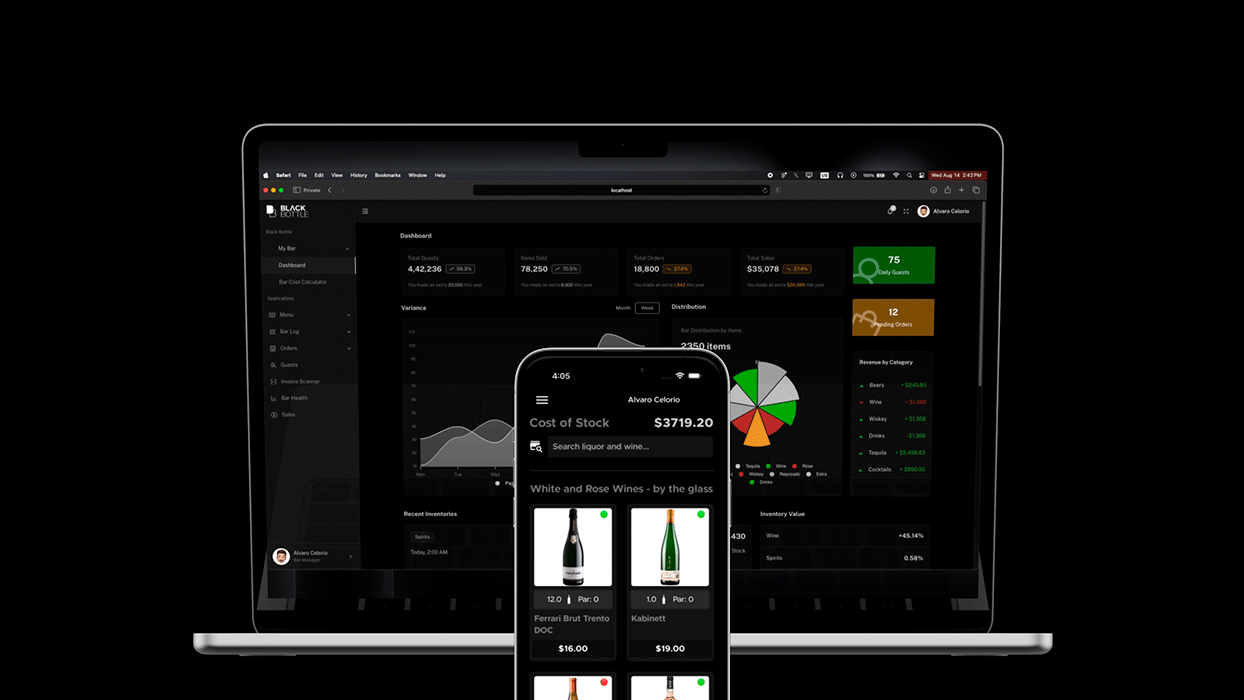 Safari File Edit View History Bookmarks Window Help
US 100% Wed Aug 14 2:42 PM
Private
localhost
BLACK
BOTTLE
Alvaro Celorio
Black Bottle
My Bar
Dashboard
Bar Cost Calculator
Applications
Menu
Bar Log
Orders
Guests
Invoice Scanner
Bar Health
Sales
Alvaro Celorio
Bar Manager
Dashboard
Total Guests
4,42,236 59.3%
You made an extra 35,000 this year
Items Sold
78,250 70.5%
You made an extra 8,900 this year
Total Orders
18,800 27.4%
You made an extra 1,943 this year
Total Sales
$35,078 27.4%
You made an extra $20,395 this year
75
Daily Guests
12
Pending Orders
Variance
Month Week
110
Mon Tue Wed
Distribution
Bar Distribution by items
2350 items
Tequila Wine Rose
Wiskey Reposado Extra
Drinks
Revenue by Category
Beers +$245.85
Wine -$1,368
Wiskey +$1,368
Drinks -$1,368
Tequila +$5,458.63
Cocktails +$890.00
Recent Inventories
Spirits
Today, 2:00 AM
430
Stock
Inventory Value
Wine +45.14%
Spirits 0.58%
4:05
Alvaro Celorio
Cost of Stock $3719.20
Search liquor and wine...
White and Rose Wines - by the glass
12.0 Par: 0
Ferrari Brut Trento
DOC
$16.00
1.0 Par: 0
Kabinett
$19.00